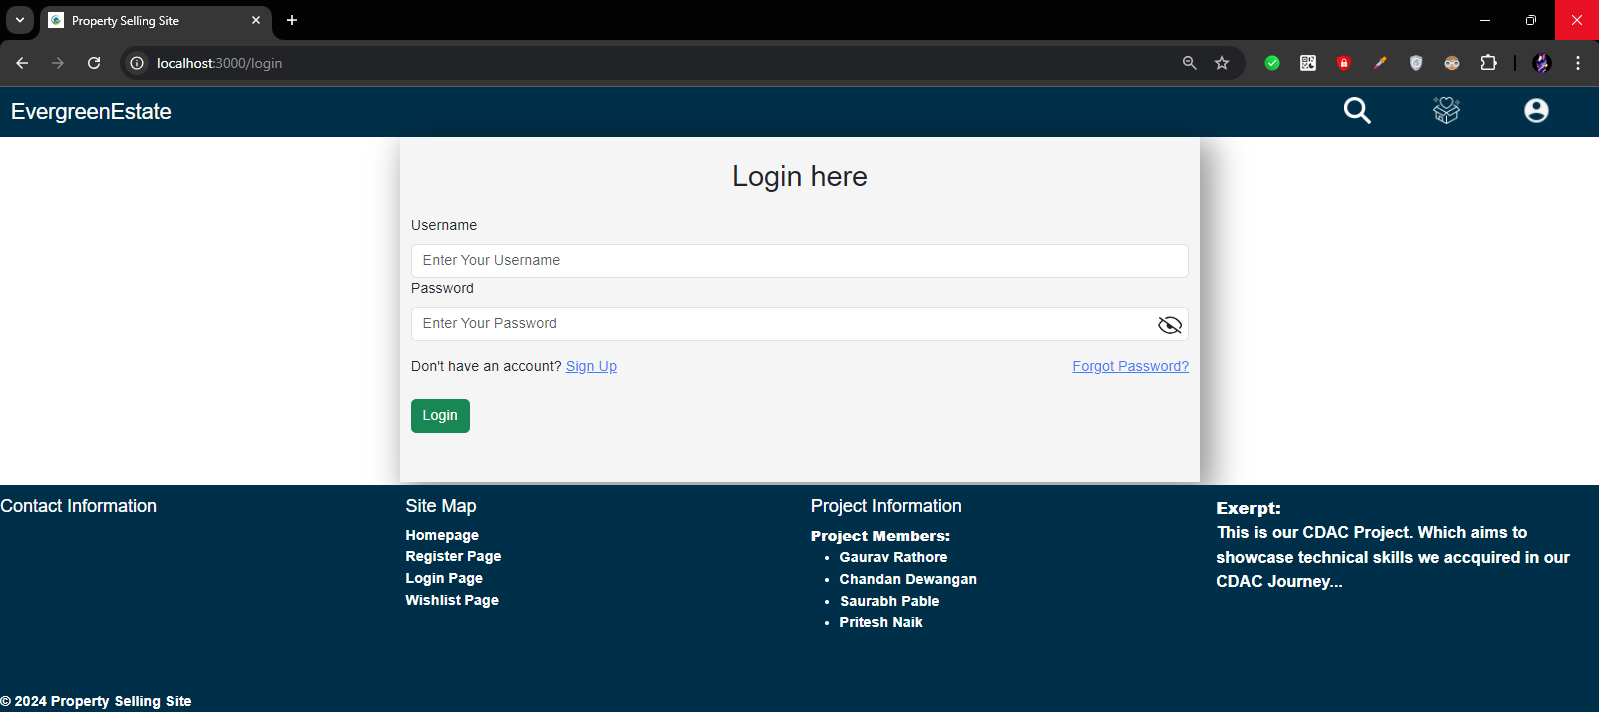 Property Selling Site
localhost:3000/login
EvergreenEstate
Login here
Username
Enter Your Username
Password
Enter Your Password
Don't have an account? Sign Up
Forgot Password?
Login
Contact Information
Site Map
Homepage
Register Page
Login Page
Wishlist Page
Project Information
Project Members:
Gaurav Rathore
Chandan Dewangan
Saurabh Pable
Pritesh Naik
Exerpt:
This is our CDAC Project. Which aims to
showcase technical skills we accquired in our
CDAC Journey...
© 2024 Property Selling Site